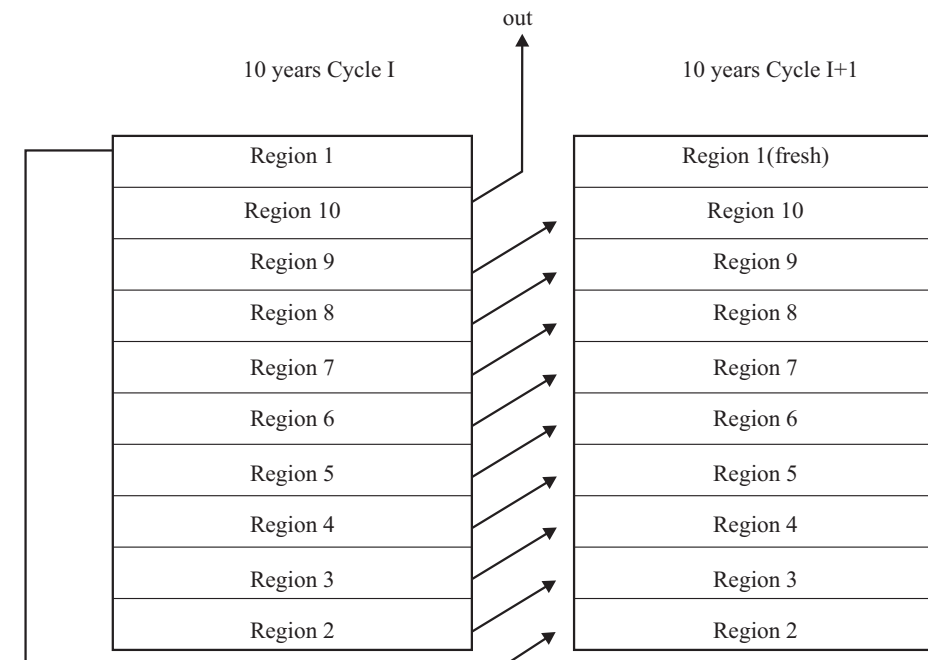 out
10 years Cycle I
10 years Cycle I+1
Region 1
Region 10
Region 9
Region 8
Region 7
Region 6
Region 5
Region 4
Region 3
Region 2
Region 1(fresh)
Region 10
Region 9
Region 8
Region 7
Region 6
Region 5
Region 4
Region 3
Region 2